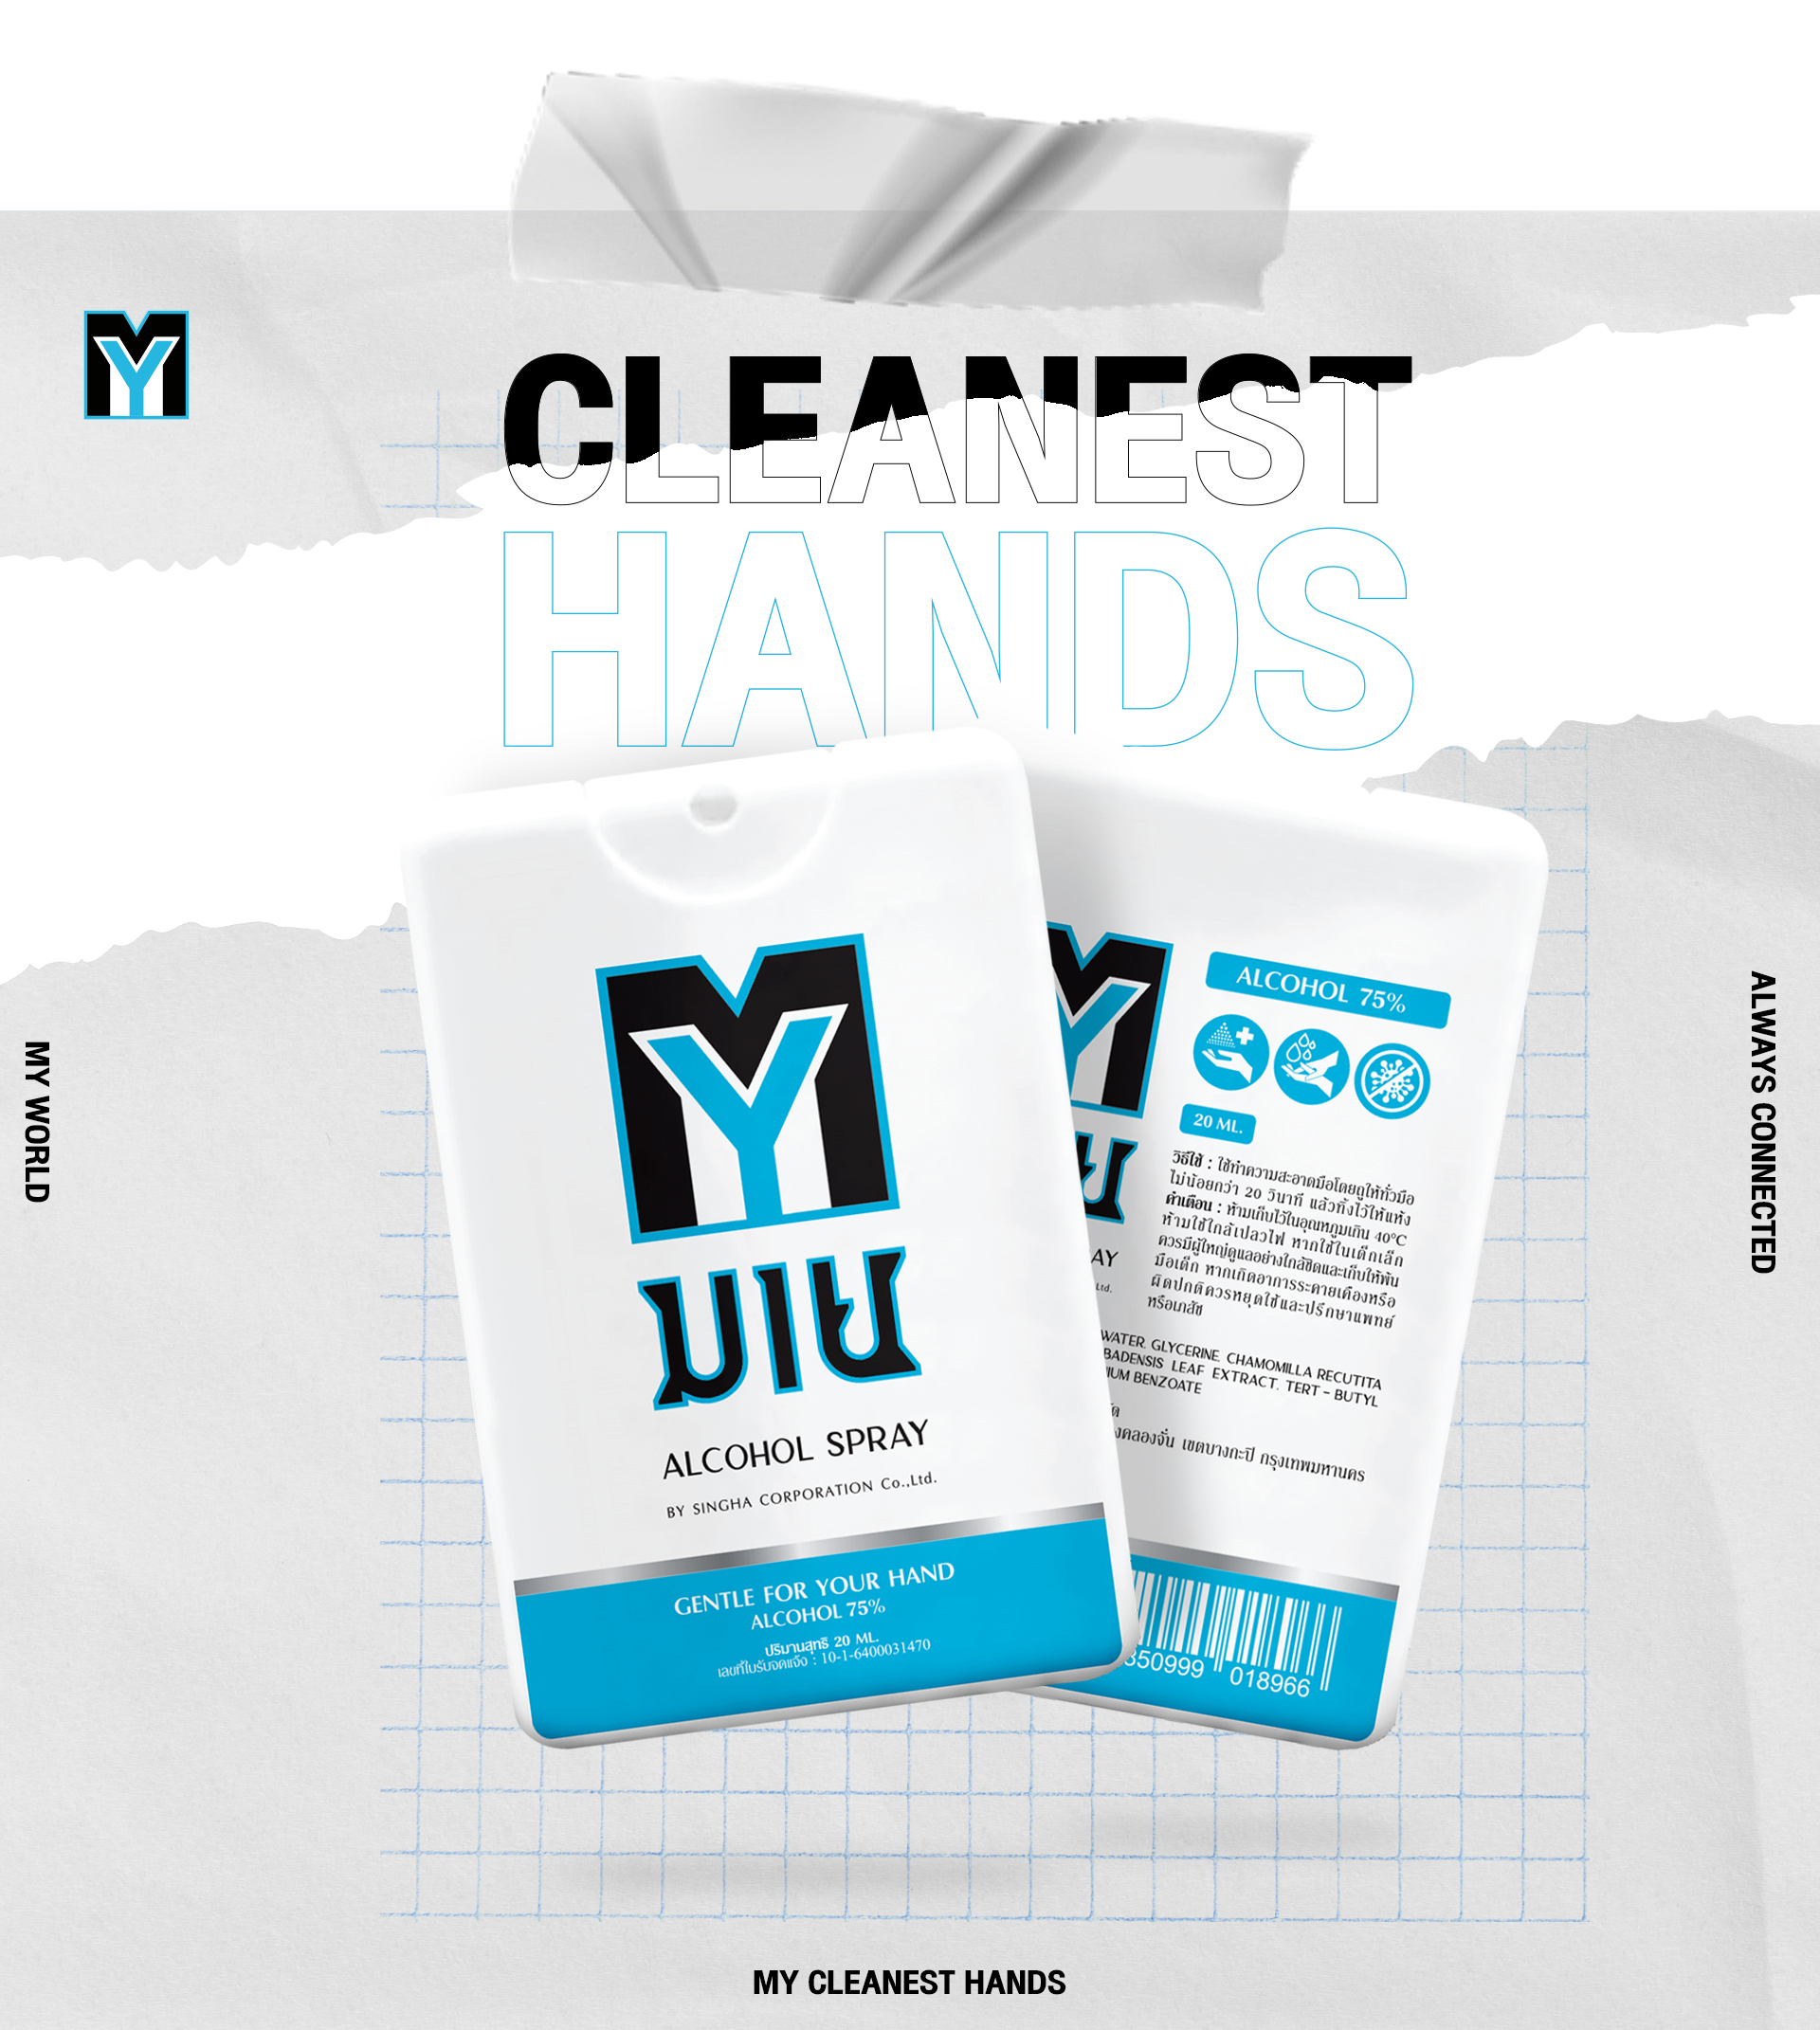 MY
CLEANEST
HANDS
MY WORLD
ALWAYS CONNECTED
MY
มาย
ALCOHOL SPRAY
BY SINGHA CORPORATION Co.,Ltd.
GENTLE FOR YOUR HAND
ALCOHOL 75%
ปริมาณสุทธิ 20 ML.
เลขที่ใบรับจดแจ้ง : 10-1-6400031470
ALCOHOL 75%
20 ML.
วิธีใช้ : ใช้ทำความสะอาดมือโดยถูให้ทั่วมือ
ไม่น้อยกว่า 20 วินาที แล้วทิ้งไว้ให้แห้ง
คำเตือน : ห้ามเก็บไว้ในอุณหภูมเกิน 40°C
ห้ามใช้ใกล้เปลวไฟ หากใช้ในเด็กเล็ก
ควรมีผู้ใหญ่ดูแลอย่างใกล้ชิดและเก็บให้พ้น
มือเด็ก หากเกิดอาการระคายเคืองหรือ
ผิดปกติควรหยุดใช้และปรึกษาแพทย์
หรือเภสัช
WATER, GLYCERINE, CHAMOMILLA RECUTITA
LEAF EXTRACT, TERT - BUTYL
BENZOATE
คลองจั่น เขตบางกะปิ กรุงเทพมหานคร
850999 018966
MY CLEANEST HANDS